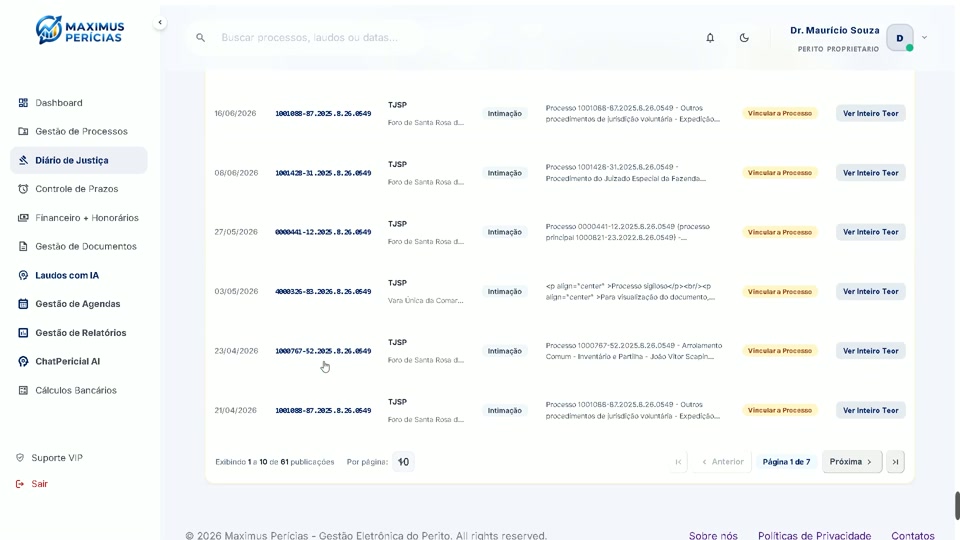 MAXIMUS
PERÍCIAS
Buscar processos, laudos ou datas...
Dr. Maurício Souza
PERITO PROPRIETARIO
D
Dashboard
Gestão de Processos
Diário de Justiça
Controle de Prazos
Financeiro + Honorários
Gestão de Documentos
Laudos com IA
Gestão de Agendas
Gestão de Relatórios
ChatPericial AI
Cálculos Bancários
Suporte VIP
Sair
16/06/2026 1001088-87.2025.8.26.0549 TJSP Foro de Santa Rosa d... Intimação Processo 1001088-87.2025.8.26.0549 - Outros
procedimentos de jurisdição voluntária - Expedição... Vincular a Processo Ver Inteiro Teor
08/06/2026 1001428-31.2025.8.26.0549 TJSP Foro de Santa Rosa d... Intimação Processo 1001428-31.2025.8.26.0549 -
Procedimento do Juizado Especial da Fazenda... Vincular a Processo Ver Inteiro Teor
27/05/2026 0000441-12.2025.8.26.0549 TJSP Foro de Santa Rosa d... Intimação Processo 0000441-12.2025.8.26.0549 (processo
principal 1000821-23.2022.8.26.0549) -... Vincular a Processo Ver Inteiro Teor
03/05/2026 4000326-83.2026.8.26.0549 TJSP Vara Única da Comar... Intimação <p align="center" >Processo sigiloso</p><br/><p
align="center" >Para visualização do documento,... Vincular a Processo Ver Inteiro Teor
23/04/2026 1000767-52.2025.8.26.0549 TJSP Foro de Santa Rosa d... Intimação Processo 1000767-52.2025.8.26.0549 - Arrolamento
Comum - Inventário e Partilha - João Vitor Scapin... Vincular a Processo Ver Inteiro Teor
21/04/2026 1001088-87.2025.8.26.0549 TJSP Foro de Santa Rosa d... Intimação Processo 1001088-87.2025.8.26.0549 - Outros
procedimentos de jurisdição voluntária - Expedição... Vincular a Processo Ver Inteiro Teor
Exibindo 1 a 10 de 61 publicações Por página: 10 Anterior Página 1 de 7 Próxima
© 2026 Maximus Perícias - Gestão Eletrônica do Perito. All rights reserved. Sobre nós Políticas de Privacidade Contatos